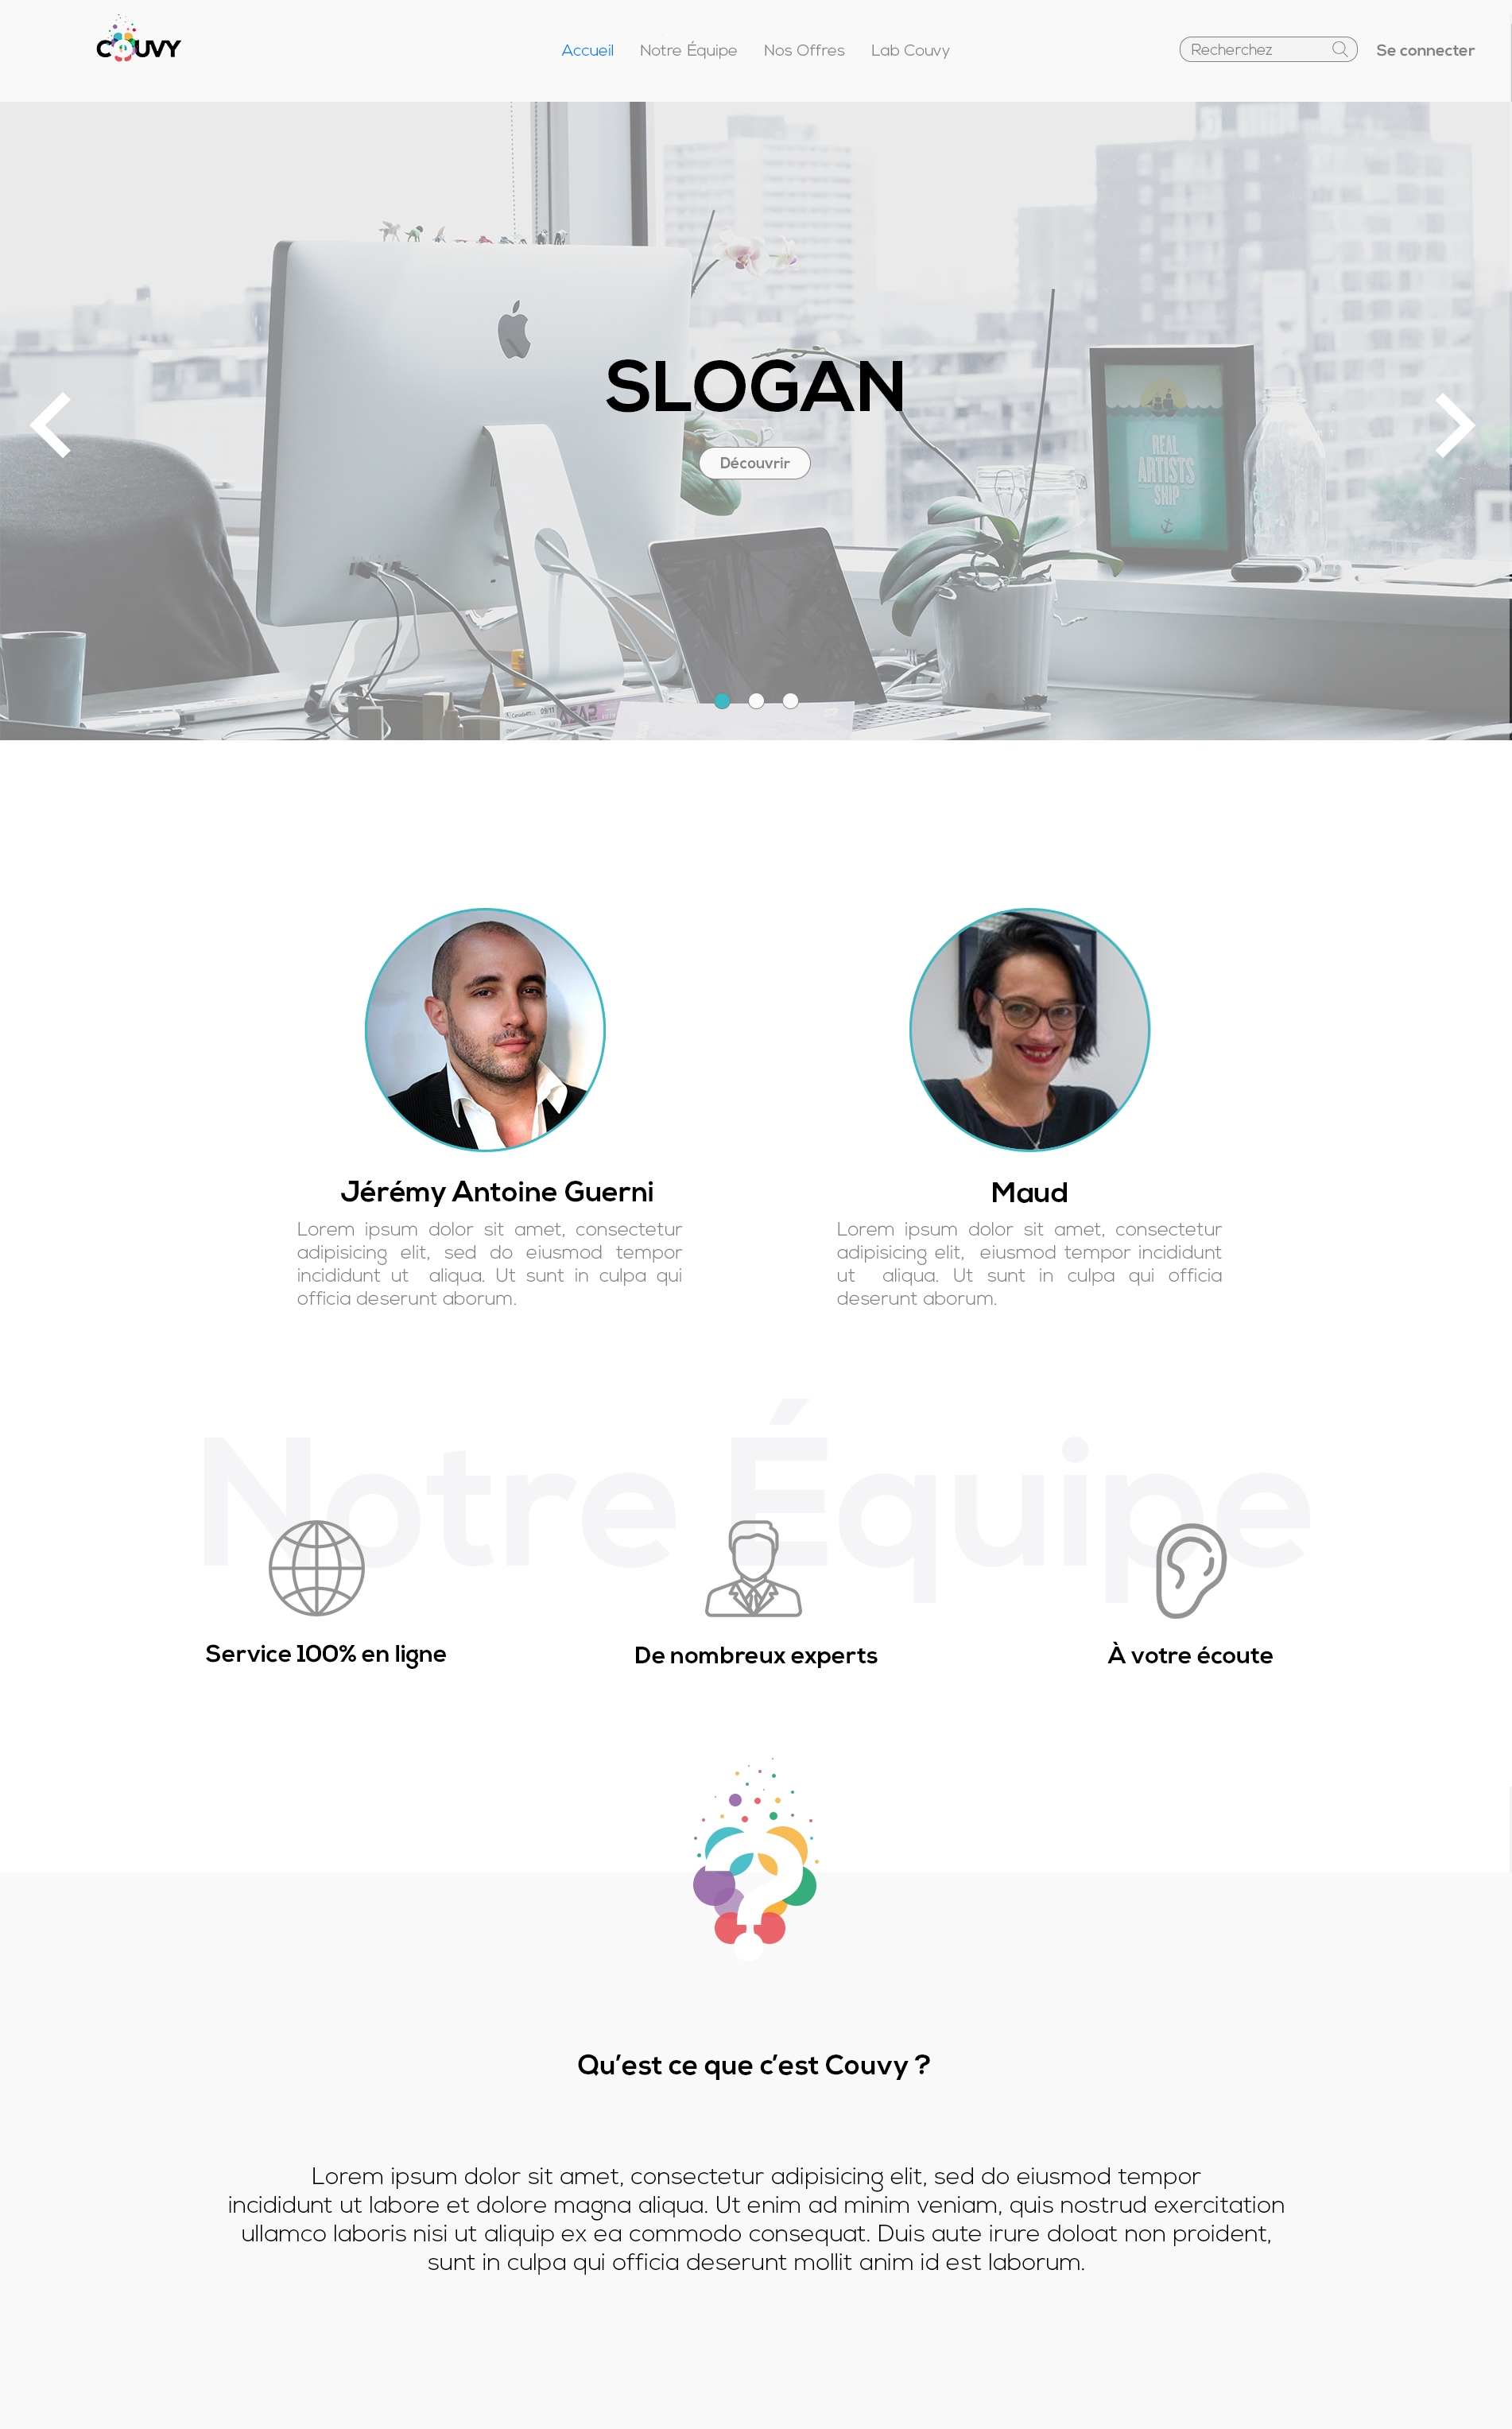 COUVY
Accueil Notre Équipe Nos Offres Lab Couvy
Recherchez
Se connecter
SLOGAN
Découvrir
REAL
ARTISTS
SHIP
Jérémy Antoine Guerni
Lorem ipsum dolor sit amet, consectetur
adipisicing elit, sed do eiusmod tempor
incididunt ut aliqua. Ut sunt in culpa qui
officia deserunt aborum.
Maud
Lorem ipsum dolor sit amet, consectetur
adipisicing elit, eiusmod tempor incididunt
ut aliqua. Ut sunt in culpa qui officia
deserunt aborum.
Notre Équipe
Service 100% en ligne
De nombreux experts
À votre écoute
?
Qu’est ce que c’est Couvy ?
Lorem ipsum dolor sit amet, consectetur adipisicing elit, sed do eiusmod tempor
incididunt ut labore et dolore magna aliqua. Ut enim ad minim veniam, quis nostrud exercitation
ullamco laboris nisi ut aliquip ex ea commodo consequat. Duis aute irure doloat non proident,
sunt in culpa qui officia deserunt mollit anim id est laborum.